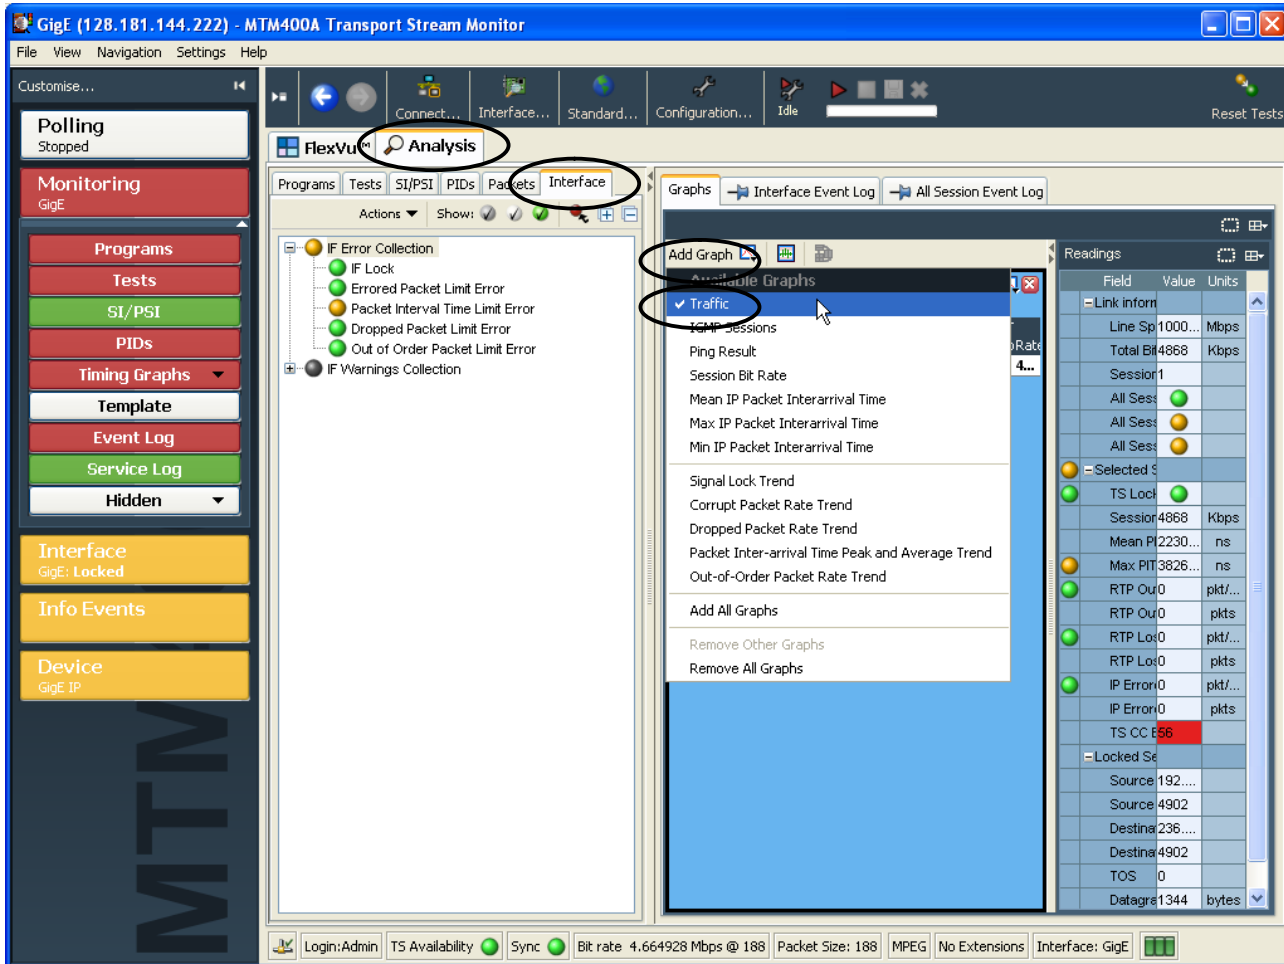 GigE (128.181.144.222) - MTM400A Transport Stream Monitor
File View Navigation Settings Help
Customise...
Connect... Interface... Standard... Configuration... Idle Reset Tests
Polling
Stopped
FlexVu™ Analysis
Monitoring
GigE
Programs Tests SI/PSI PIDs Packets Interface
Graphs Interface Event Log All Session Event Log
Actions Show:
Programs
Tests
SI/PSI
PIDs
Timing Graphs
Template
Event Log
Service Log
Hidden
Interface
GigE: Locked
Info Events
Device
GigE IP
MTM
IF Error Collection
IF Lock
Errored Packet Limit Error
Packet Interval Time Limit Error
Dropped Packet Limit Error
Out of Order Packet Limit Error
IF Warnings Collection
Add Graph
Available Graphs
Traffic
IGMP Sessions
Ping Result
Session Bit Rate
Mean IP Packet Interarrival Time
Max IP Packet Interarrival Time
Min IP Packet Interarrival Time
Signal Lock Trend
Corrupt Packet Rate Trend
Dropped Packet Rate Trend
Packet Inter-arrival Time Peak and Average Trend
Out-of-Order Packet Rate Trend
Add All Graphs
Remove Other Graphs
Remove All Graphs
Rate
4...
Readings
Field Value Units
Link inform
Line Sp 1000... Mbps
Total Bit 4868 Kbps
Session 1
All Sess
All Sess
All Sess
Selected S
TS Lock
Session 4868 Kbps
Mean PI 2230... ns
Max PIT 3826... ns
RTP Ou 0 pkt/...
RTP Ou 0 pkts
RTP Los 0 pkt/...
RTP Los 0 pkts
IP Error 0 pkt/...
IP Error 0 pkts
TS CC E 56
Locked Se
Source 192....
Source 4902
Destina 236....
Destina 4902
TOS 0
Datagra 1344 bytes
Login:Admin TS Availability Sync Bit rate 4.664928 Mbps @ 188 Packet Size: 188 MPEG No Extensions Interface: GigE